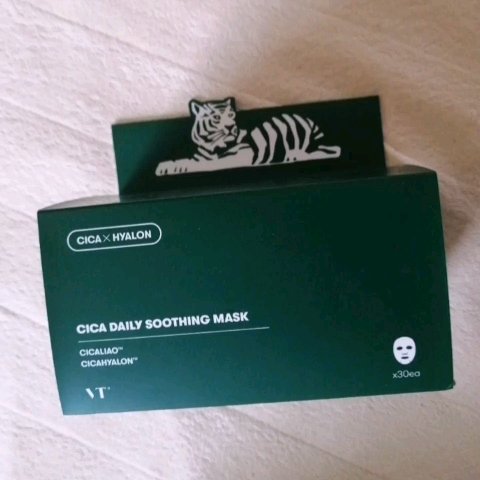 CICA×HYALON
CICA DAILY SOOTHING MASK
CICALIAO™
CICAHYALON™
VT
x30ea